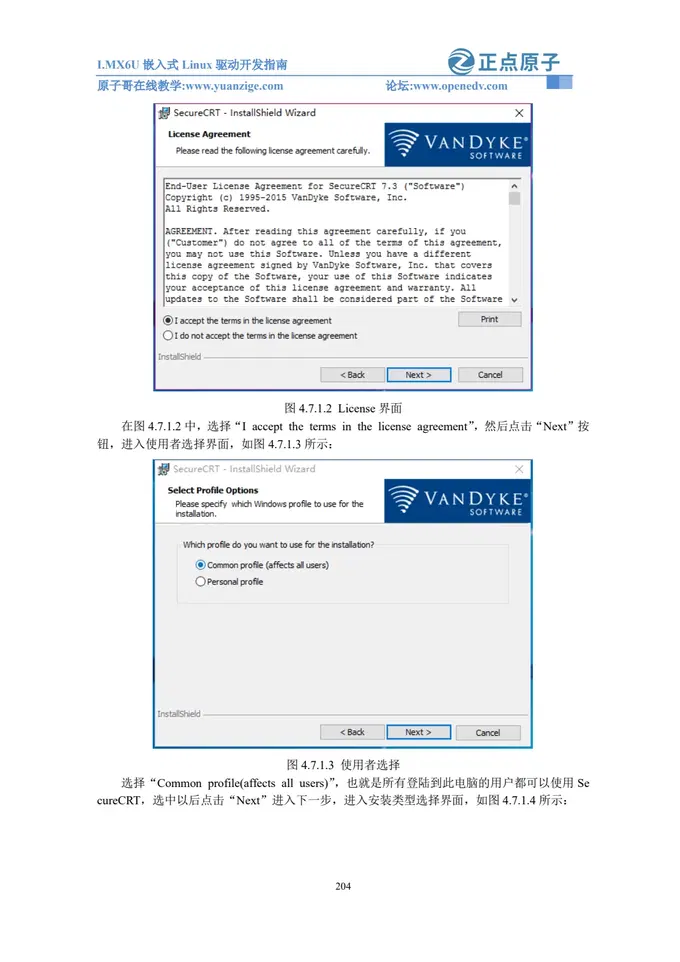 I.MX6U 嵌入式 Linux 驱动开发指南
正点原子
原子哥在线教学:www.yuanzige.com
论坛:www.openedv.com
SecureCRT - InstallShield Wizard
License Agreement
Please read the following license agreement carefully.
VANDYKE®
SOFTWARE
End-User License Agreement for SecureCRT 7.3 ("Software")
Copyright (c) 1995-2015 VanDyke Software, Inc.
All Rights Reserved.
AGREEMENT. After reading this agreement carefully, if you
("Customer") do not agree to all of the terms of this agreement,
you may not use this Software. Unless you have a different
license agreement signed by VanDyke Software, Inc. that covers
this copy of the Software, your use of this Software indicates
your acceptance of this license agreement and warranty. All
updates to the Software shall be considered part of the Software
I accept the terms in the license agreement
Print
I do not accept the terms in the license agreement
InstallShield
< Back
Next >
Cancel
图 4.7.1.2 License 界面
在图 4.7.1.2 中，选择“I accept the terms in the license agreement”，然后点击“Next”按
钮，进入使用者选择界面，如图 4.7.1.3 所示：
SecureCRT - InstallShield Wizard
Select Profile Options
Please specify which Windows profile to use for the
installation.
VANDYKE®
SOFTWARE
Which profile do you want to use for the installation?
Common profile (affects all users)
Personal profile
InstallShield
< Back
Next >
Cancel
图 4.7.1.3 使用者选择
选择“Common profile(affects all users)”，也就是所有登陆到此电脑的用户都可以使用 Se
cureCRT，选中以后点击“Next”进入下一步，进入安装类型选择界面，如图 4.7.1.4 所示：
204